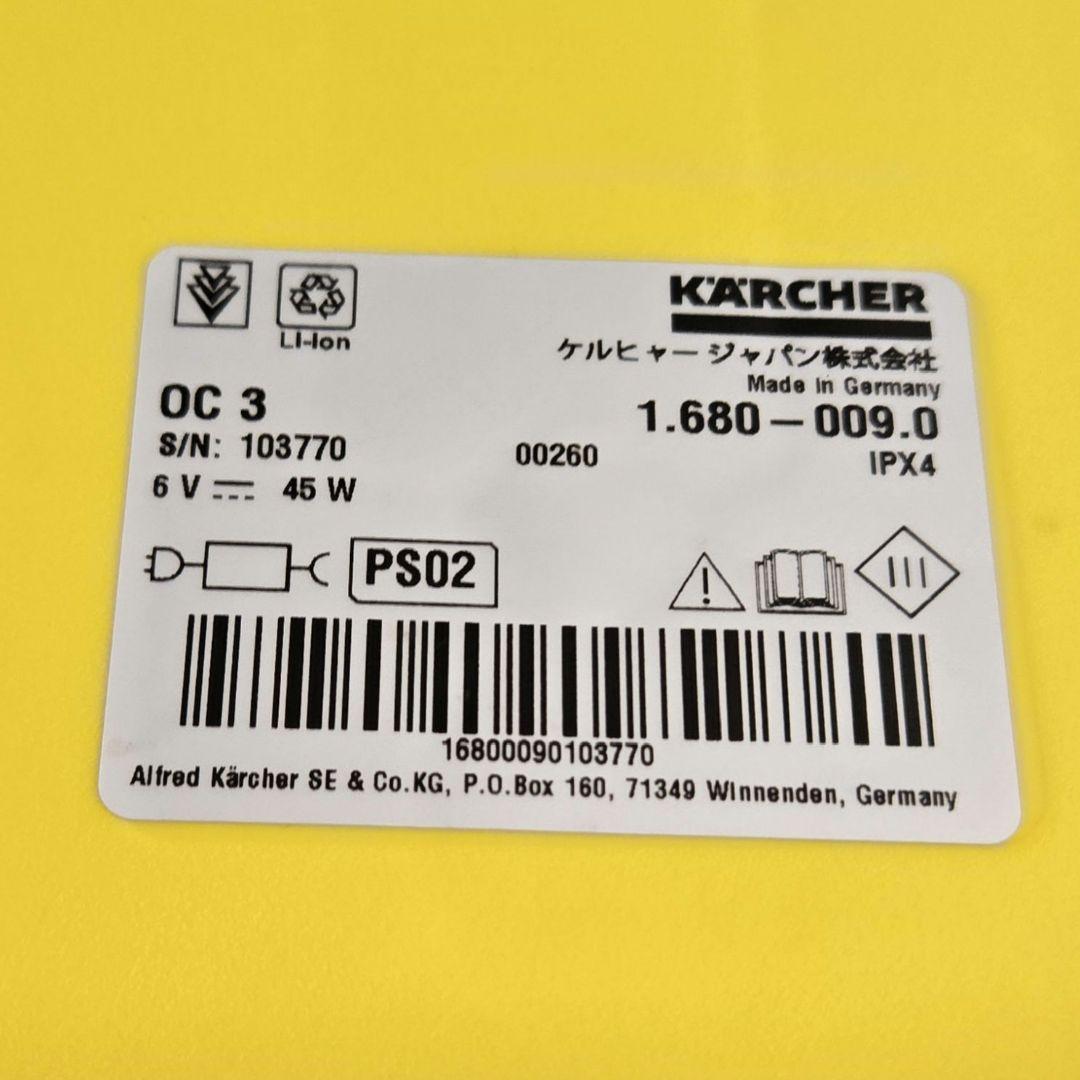 KÄRCHER
Li-Ion
ケルヒャー ジャパン株式会社
Made in Germany
OC 3
1.680-009.0
S/N: 103770
00260
IPX4
6 V 45 W
PS02
16800090103770
Alfred Kärcher SE & Co.KG, P.O.Box 160, 71349 Winnenden, Germany